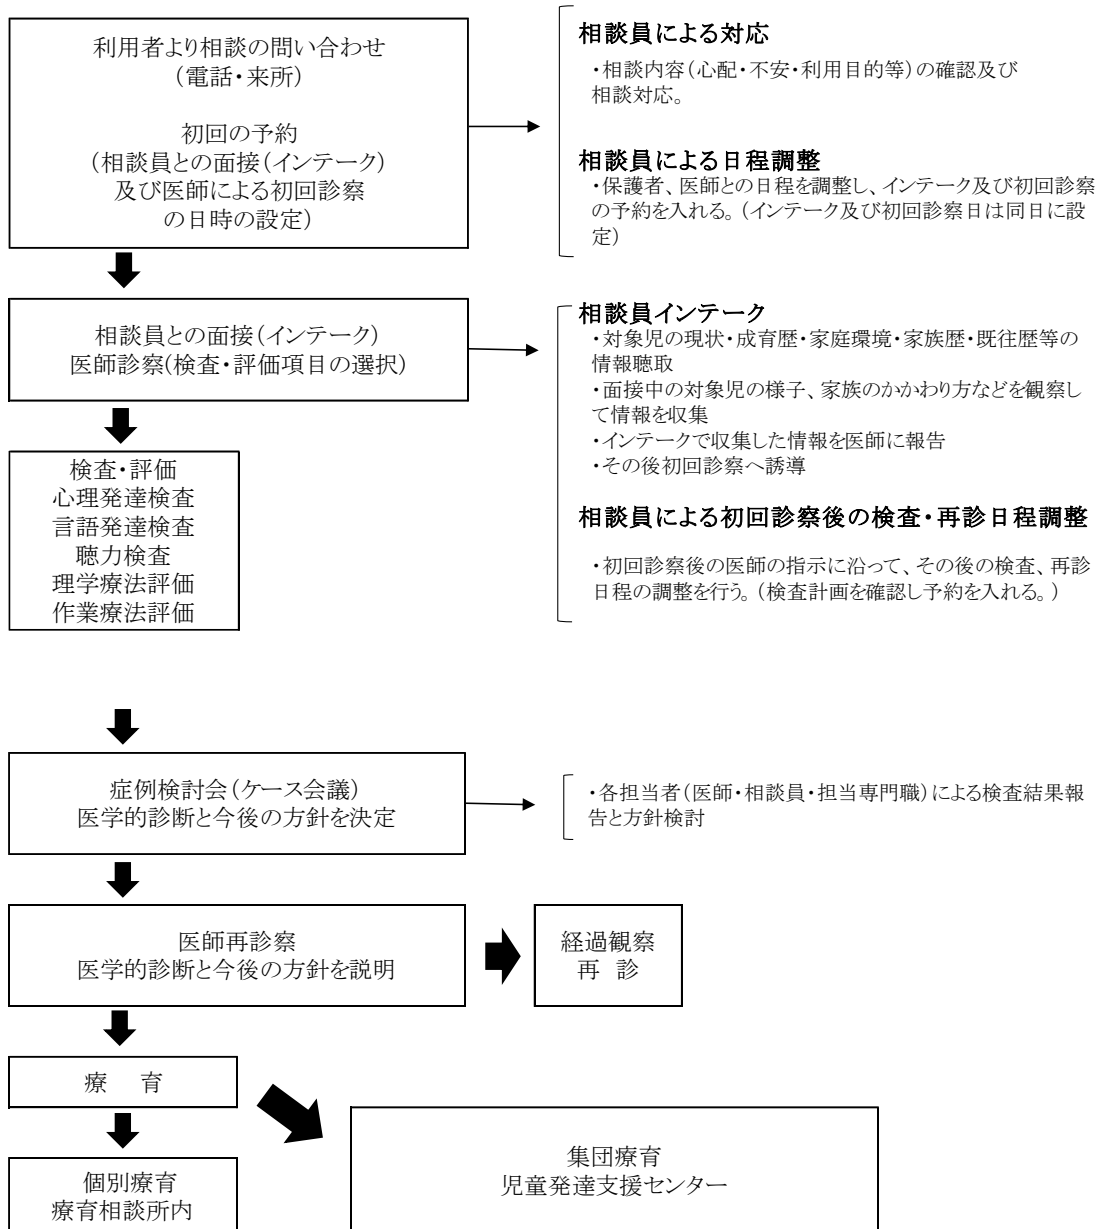 利用者より相談の問い合わせ
(電話・来所)
初回の予約
(相談員との面接(インテーク)
及び医師による初回診察
の日時の設定)
相談員による対応
・相談内容(心配・不安・利用目的等)の確認及び
相談対応。
相談員による日程調整
・保護者、医師との日程を調整し、インテーク及び初回診察
の予約を入れる。(インテーク及び初回診察日は同日に設
定)
相談員との面接(インテーク)
医師診察(検査・評価項目の選択)
相談員インテーク
・対象児の現状・成育歴・家庭環境・家族歴・既往歴等の
情報聴取
・面接中の対象児の様子、家族のかかわり方などを観察し
て情報を収集
・インテークで収集した情報を医師に報告
・その後初回診察へ誘導
相談員による初回診察後の検査・再診日程調整
・初回診察後の医師の指示に沿って、その後の検査、再診
日程の調整を行う。(検査計画を確認し予約を入れる。)
検査・評価
心理発達検査
言語発達検査
聴力検査
理学療法評価
作業療法評価
症例検討会(ケース会議)
医学的診断と今後の方針を決定
・各担当者(医師・相談員・担当専門職)による検査結果報
告と方針検討
医師再診察
医学的診断と今後の方針を説明
経過観察
再 診
療 育
個別療育
療育相談所内
集団療育
児童発達支援センター